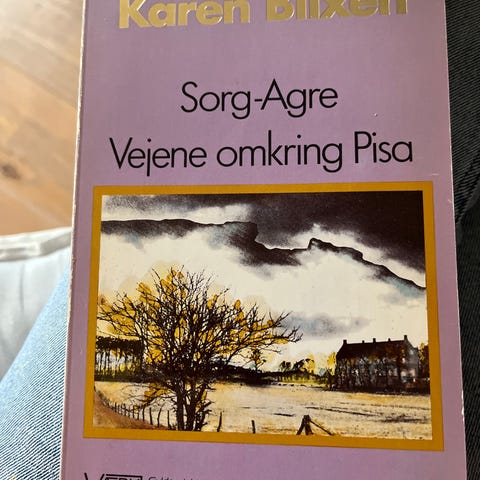 Karen Blixen
Sorg-Agre
Vejene omkring Pisa